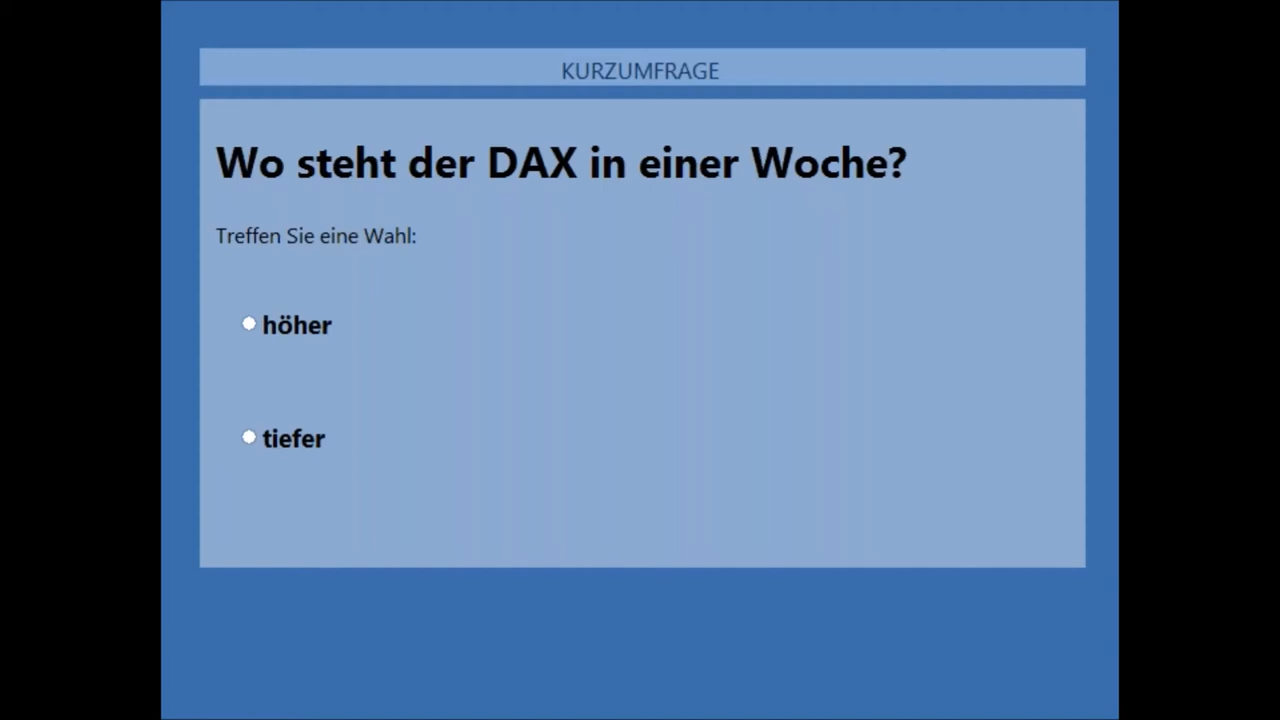 KURZUMFRAGE
Wo steht der DAX in einer Woche?
Treffen Sie eine Wahl:
höher
tiefer